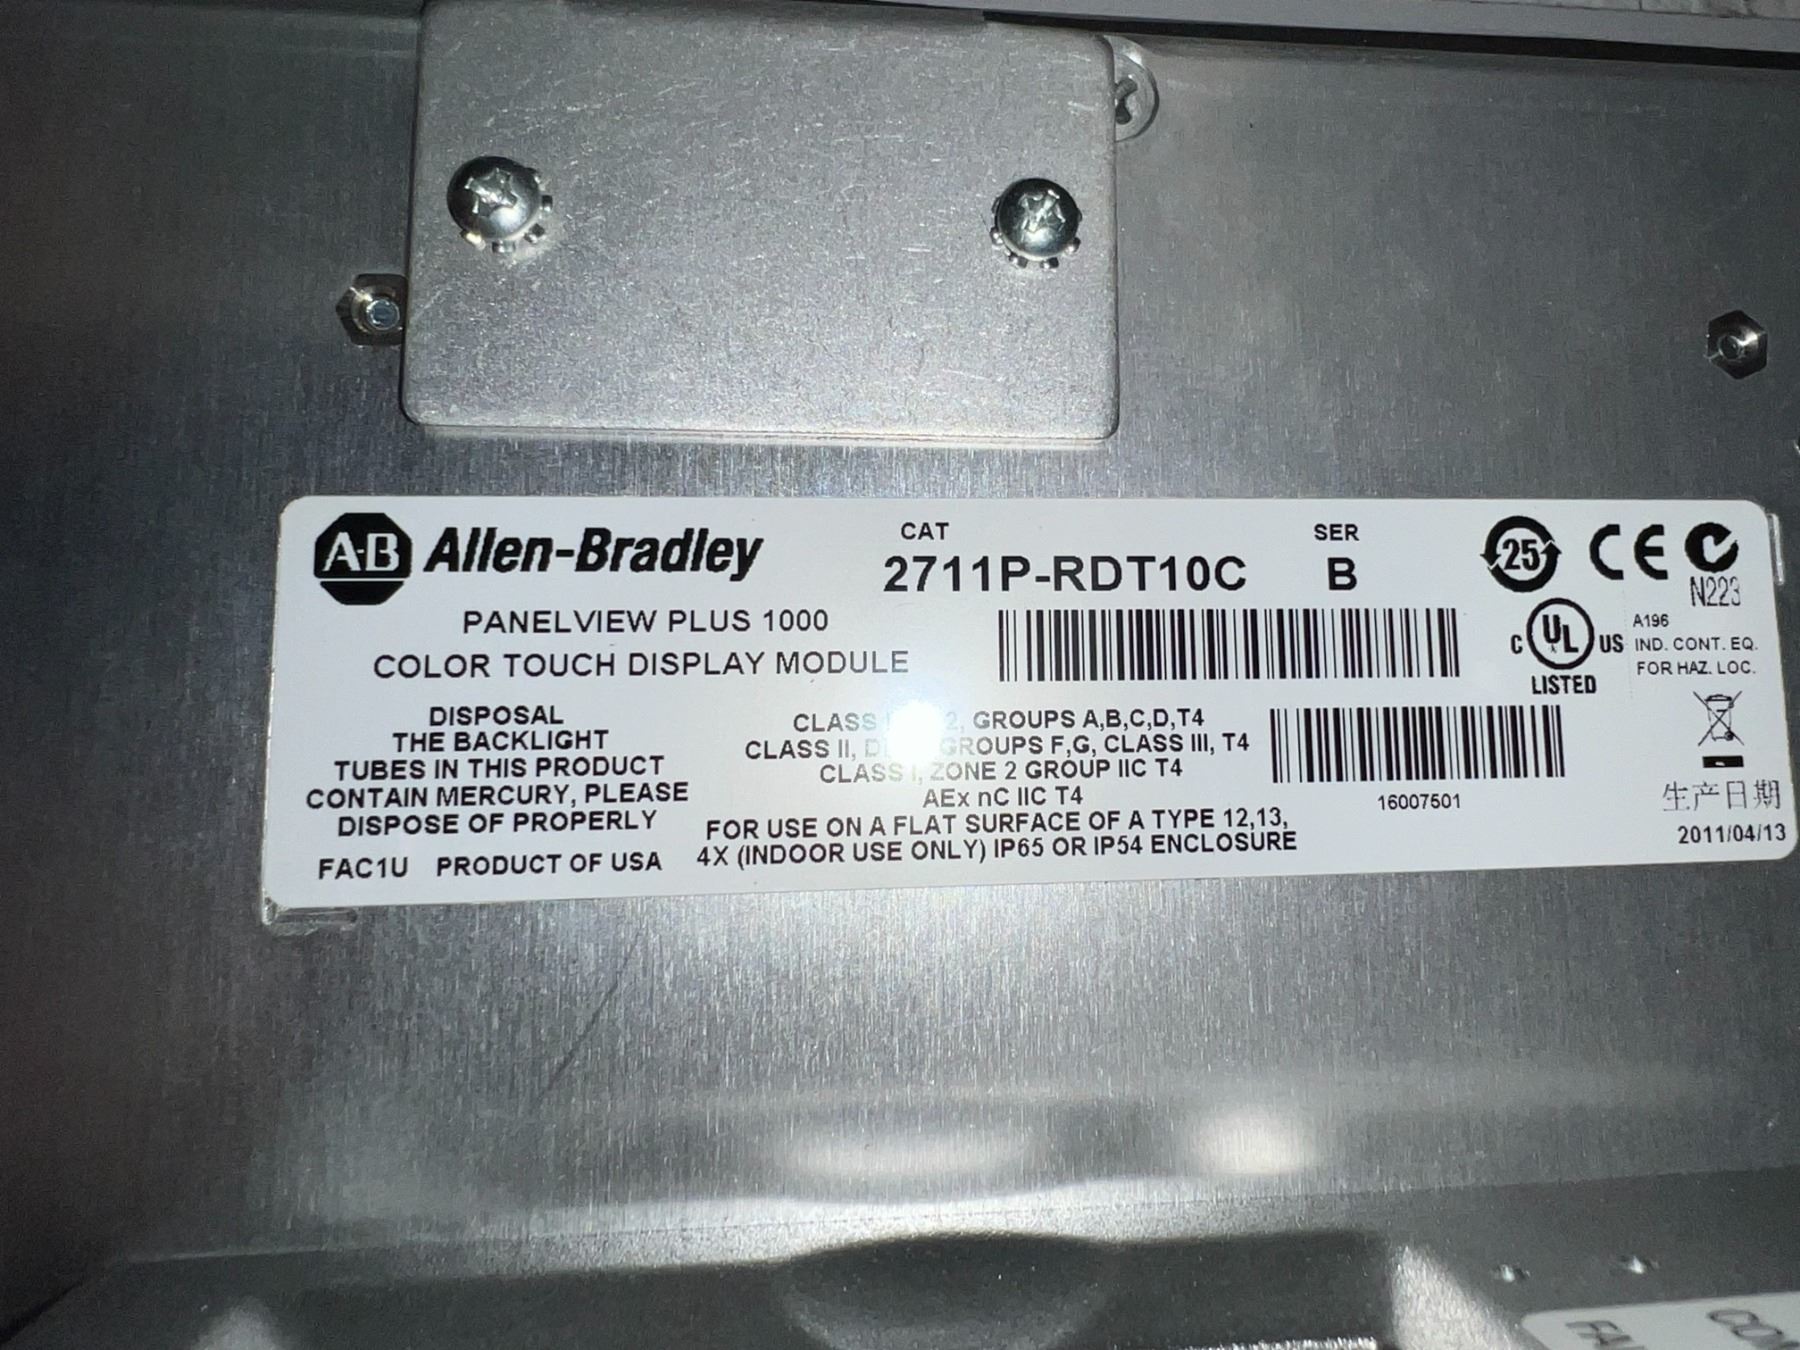 A-B Allen-Bradley
CAT
2711P-RDT10C
SER
B
25
CE
N223
PANELVIEW PLUS 1000
COLOR TOUCH DISPLAY MODULE
C UL US
LISTED
A196
IND. CONT. EQ.
FOR HAZ. LOC.
DISPOSAL
THE BACKLIGHT
TUBES IN THIS PRODUCT
CONTAIN MERCURY, PLEASE
DISPOSE OF PROPERLY
FAC1U PRODUCT OF USA
CLASS 2, GROUPS A,B,C,D,T4
CLASS II, GROUPS F,G, CLASS III, T4
CLASS I, ZONE 2 GROUP IIC T4
AEx nC IIC T4
FOR USE ON A FLAT SURFACE OF A TYPE 12,13,
4X (INDOOR USE ONLY) IP65 OR IP54 ENCLOSURE
16007501
生产日期
2011/04/13